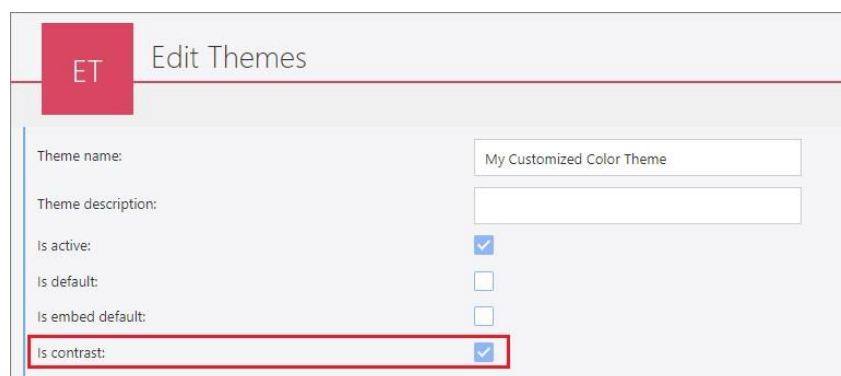 ET
Edit Themes
Theme name:
My Customized Color Theme
Theme description:
Is active:
Is default:
Is embed default:
Is contrast: